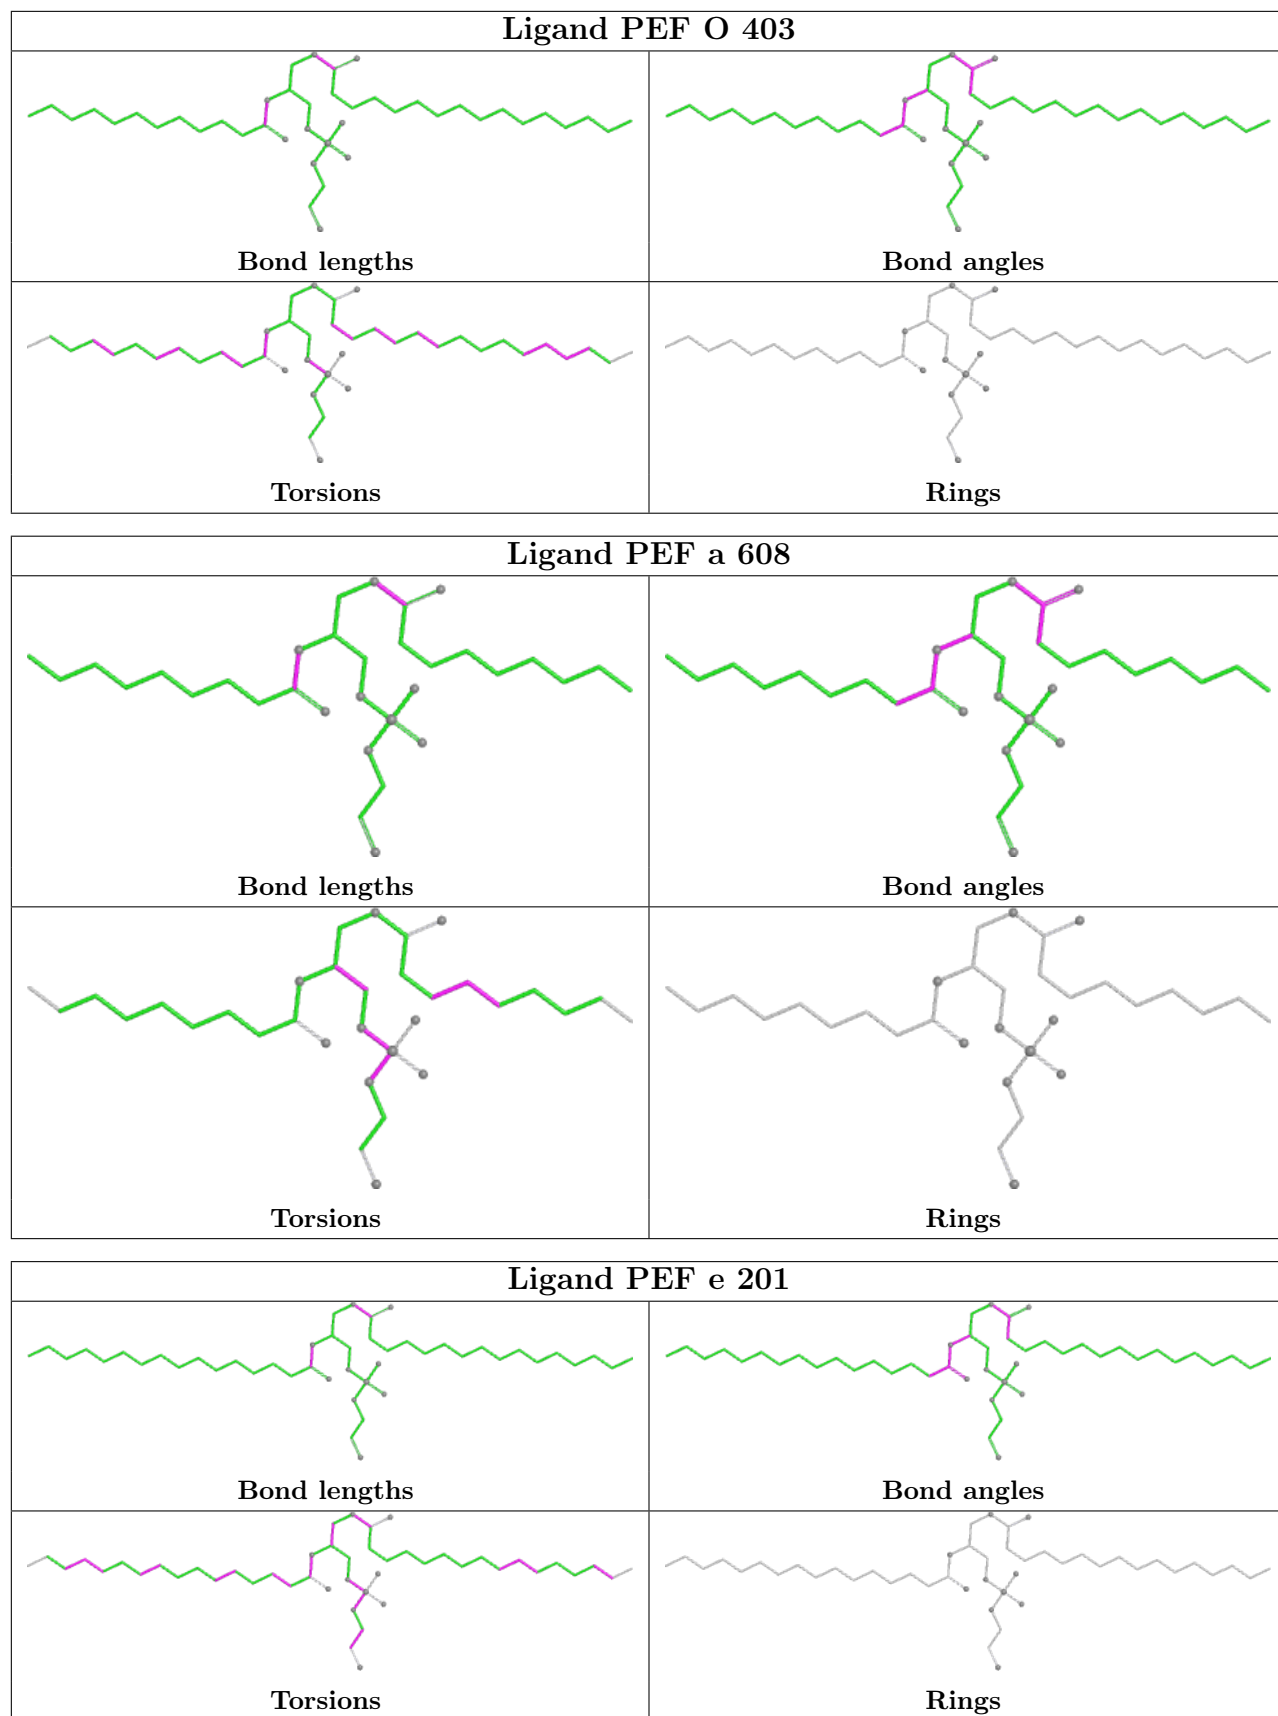 Ligand PEF O 403
Bond lengths
Bond angles
Torsions
Rings
Ligand PEF a 608
Bond lengths
Bond angles
Torsions
Rings
Ligand PEF e 201
Bond lengths
Bond angles
Torsions
Rings